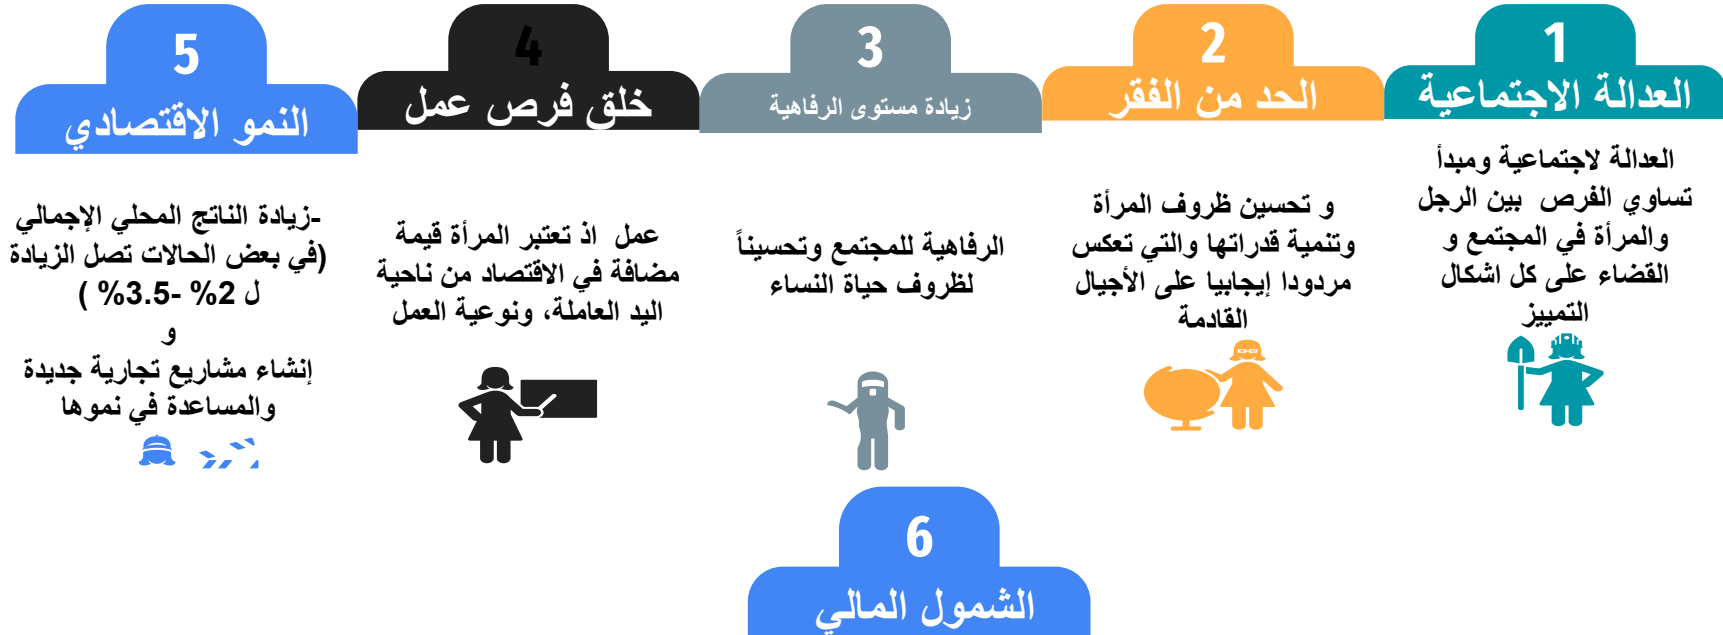 1
العدالة الاجتماعية
العدالة لاجتماعية ومبدأ
تساوي الفرص بين الرجل
والمرأة في المجتمع و
القضاء على كل اشكال
التمييز
2
الحد من الفقر
و تحسين ظروف المرأة
وتنمية قدراتها والتي تعكس
مردودا إيجابيا على الأجيال
القادمة
3
زيادة مستوى الرفاهية
الرفاهية للمجتمع وتحسيناً
لظروف حياة النساء
4
خلق فرص عمل
عمل اذ تعتبر المرأة قيمة
مضافة في الاقتصاد من ناحية
اليد العاملة، ونوعية العمل
5
النمو الاقتصادي
-زيادة الناتج المحلي الإجمالي
(في بعض الحالات تصل الزيادة
ل 2% -3.5% )
و
إنشاء مشاريع تجارية جديدة
والمساعدة في نموها
6
الشمول المالي